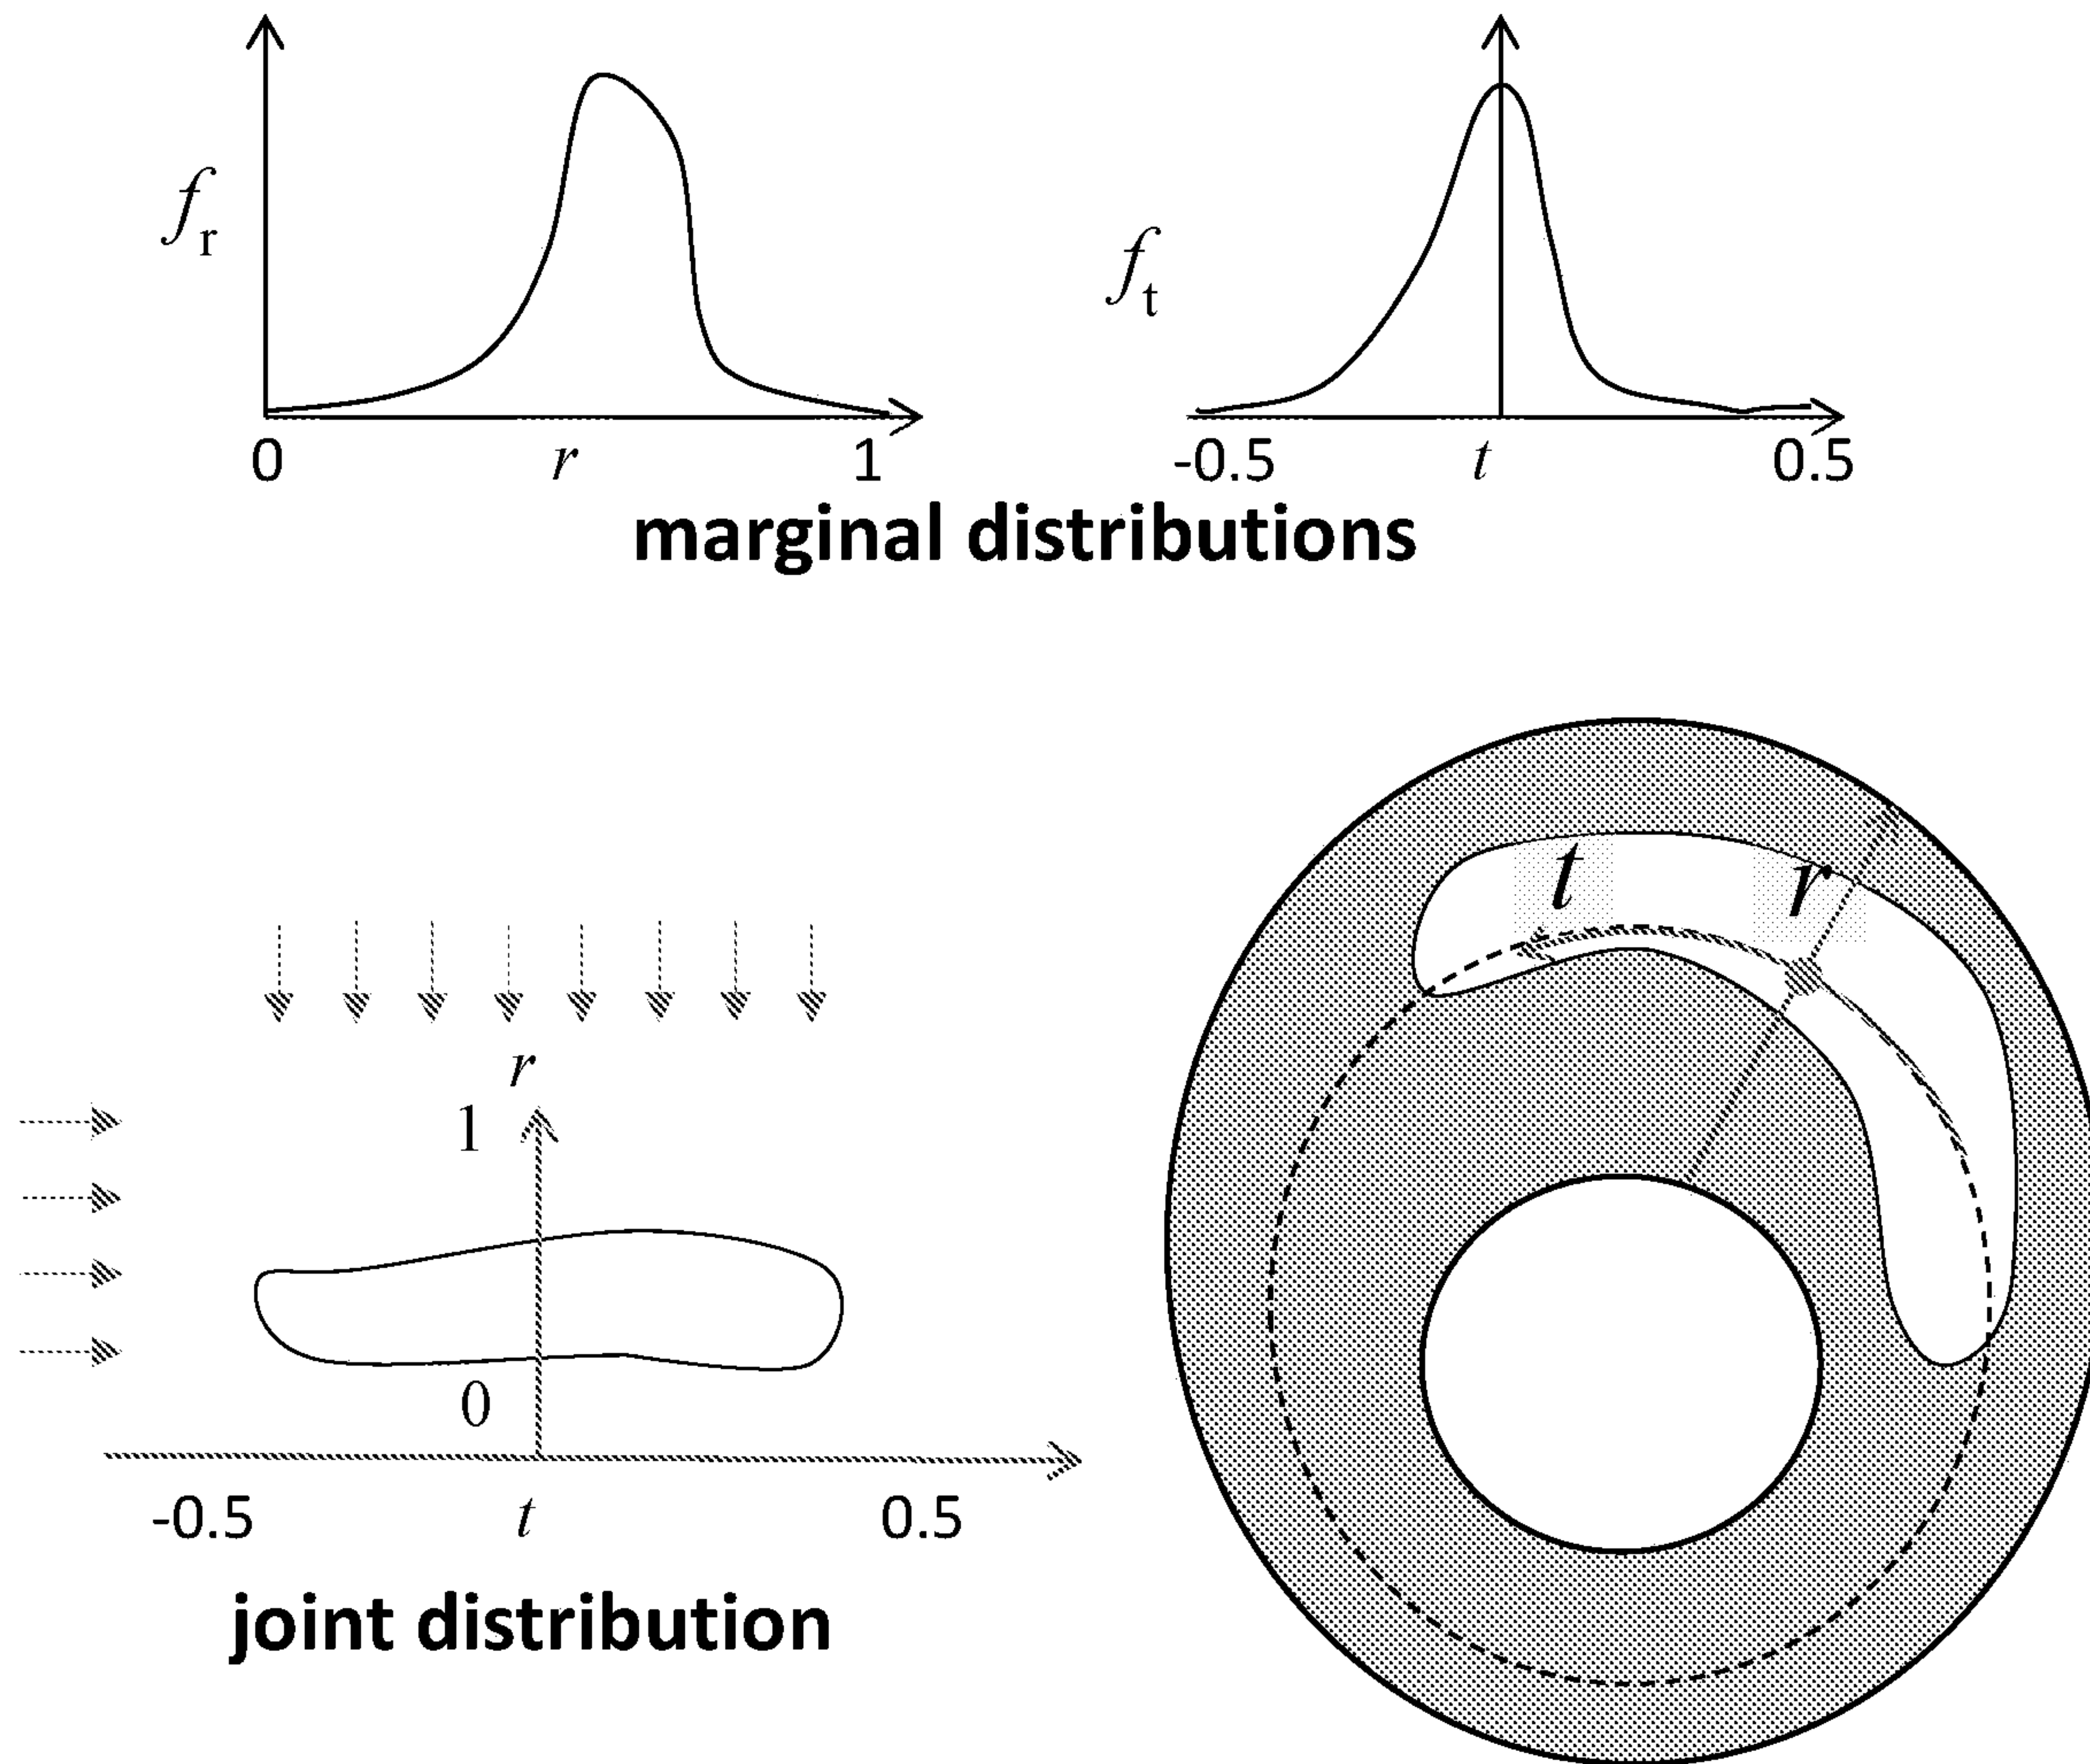 f_r
f_t
0 r 1
-0.5 t 0.5
marginal distributions
t
r
r
1
0
-0.5 t 0.5
joint distribution